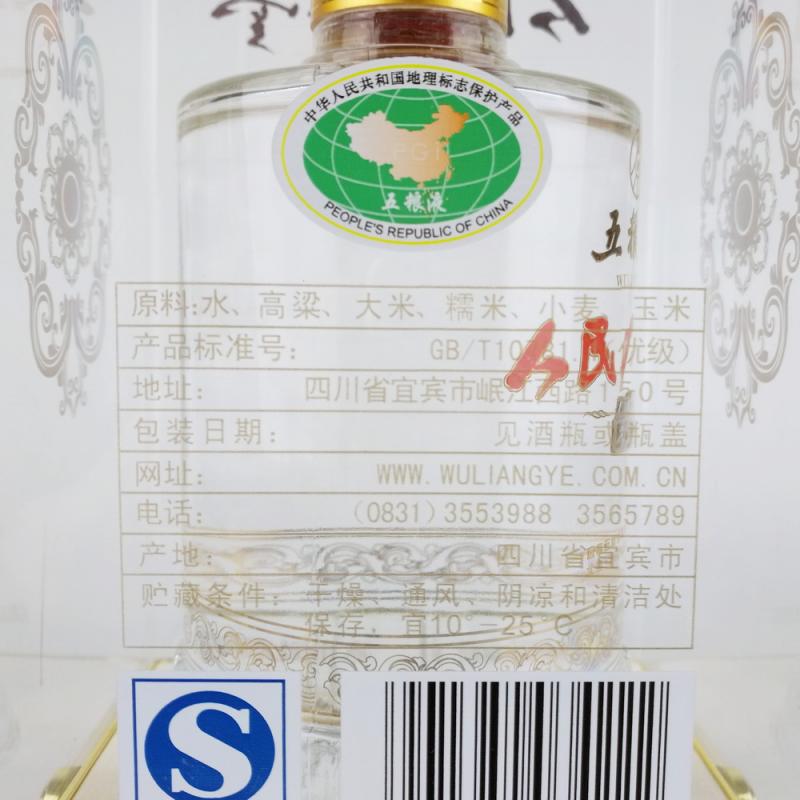 中华人民共和国地理标志保护产品
PGI
五粮液
PEOPLE'S REPUBLIC OF CHINA
五
人民
原料:水、高粱、大米、糯米、小麦、玉米
产品标准号: GB/T10 (优级)
地址: 四川省宜宾市岷江西路150号
包装日期: 见酒瓶或瓶盖
网址: WWW.WULIANGYE.COM.CN
电话: (0831)3553988 3565789
产地: 四川省宜宾市
贮藏条件: 干燥、通风、阴凉和清洁处
保存,宜10°-25°C
S